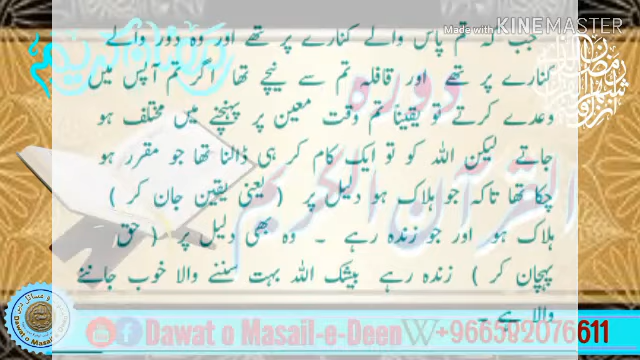 Made with KINEMASTER
جب کہ تم پاس والے کنارے پر تھے اور وہ دور والے
کنارے پر تھے اور قافلہ تم سے نیچے تھا اگر تم آپس میں
وعدے کرتے تو یقیناً تم وقت معین پر پہنچنے میں مختلف ہو
جاتے لیکن اللہ کو تو ایک کام کر ہی ڈالنا تھا جو مقرر ہو
چکا تھا تاکہ جو ہلاک ہو دلیل پر ( یعنی یقین جان کر )
ہلاک ہو اور جو زندہ رہے ۔ وہ بھی دلیل پر ( حق
پہچان کر ) زندہ رہے بیشک اللہ بہت سننے والا خوب جاننے
والا ہے ۔
دورہ
القرآن الکریم
Dawat o Masail-e-Deen +966592076611